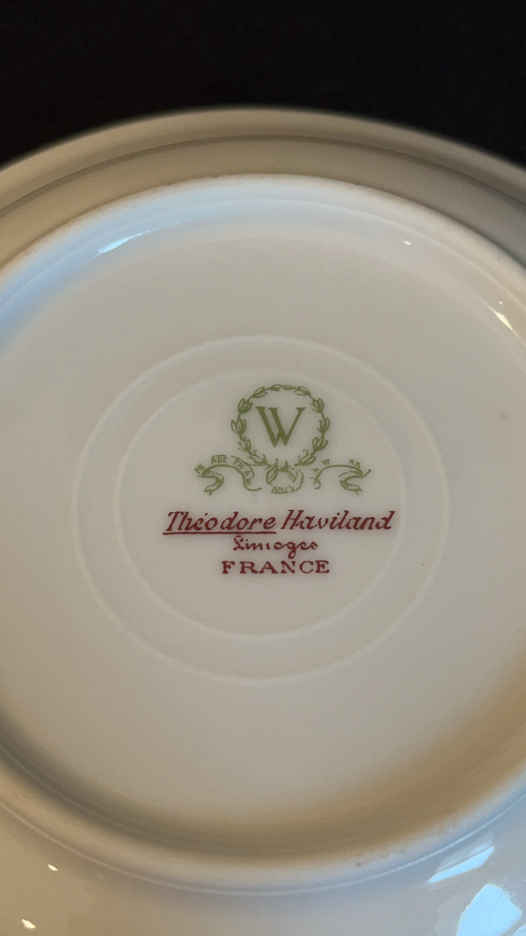 W
Théodore Haviland
Limoges
FRANCE